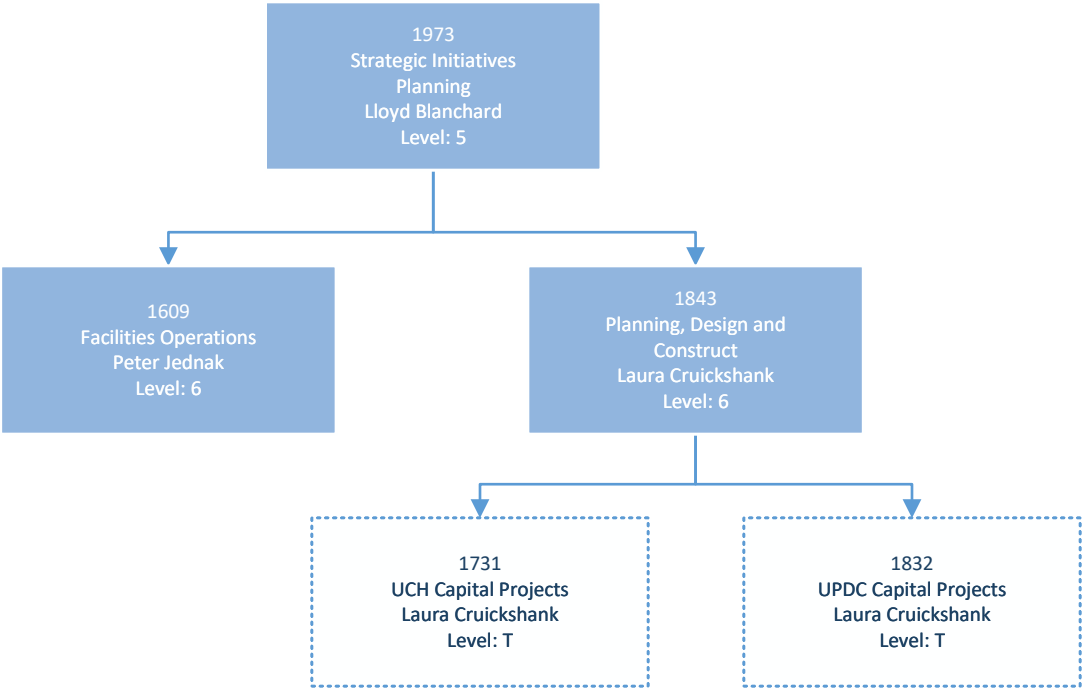 1973
Strategic Initiatives
Planning
Lloyd Blanchard
Level: 5
1609
Facilities Operations
Peter Jednak
Level: 6
1843
Planning, Design and
Construct
Laura Cruickshank
Level: 6
1731
UCH Capital Projects
Laura Cruickshank
Level: T
1832
UPDC Capital Projects
Laura Cruickshank
Level: T